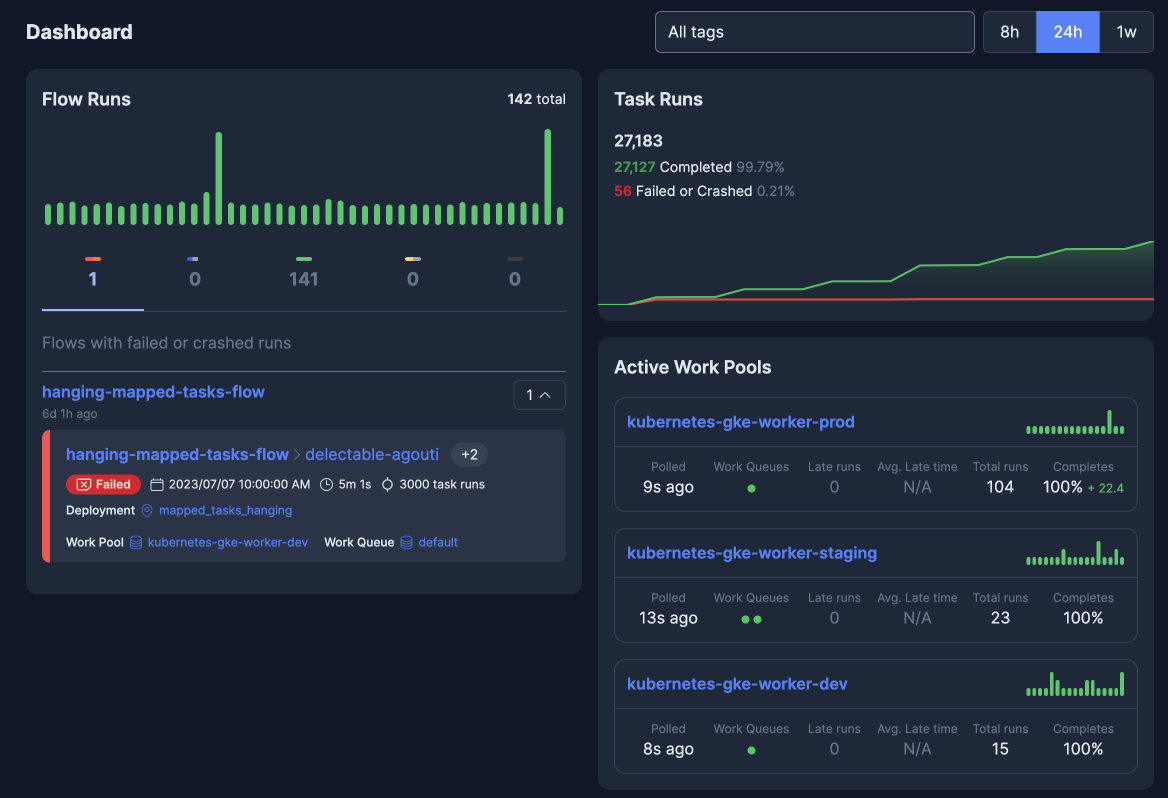 Dashboard
All tags
8h
24h
1w
Flow Runs
142 total
1
0
141
0
0
Flows with failed or crashed runs
hanging-mapped-tasks-flow
1
6d 1h ago
hanging-mapped-tasks-flow > delectable-agouti +2
Failed 2023/07/07 10:00:00 AM 5m 1s 3000 task runs
Deployment mapped_tasks_hanging
Work Pool kubernetes-gke-worker-dev Work Queue default
Task Runs
27,183
27,127 Completed 99.79%
56 Failed or Crashed 0.21%
Active Work Pools
kubernetes-gke-worker-prod
Polled Work Queues Late runs Avg. Late time Total runs Completes
9s ago 0 N/A 104 100% + 22.4
kubernetes-gke-worker-staging
Polled Work Queues Late runs Avg. Late time Total runs Completes
13s ago 0 N/A 23 100%
kubernetes-gke-worker-dev
Polled Work Queues Late runs Avg. Late time Total runs Completes
8s ago 0 N/A 15 100%